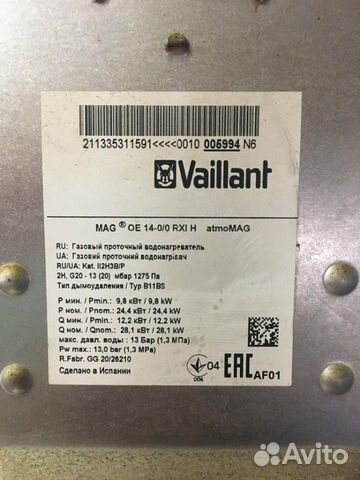 211335311591<<<<0010 005994 N6
Vaillant
MAG® OE 14-0/0 RXI H atmoMAG
RU: Газовый проточный водонагреватель
UA: Газовий проточний водонагрівач
RU/UA: Kat. II2H3B/P
2H, G20 - 13 (20) мбар 1275 Па
Тип дымоудаления / Typ B11BS
P мин. / Pmin.: 9,8 кВт / 9,8 kW
P ном. / Pnom.: 24,4 кВт / 24,4 kW
Q мин. / Qmin.: 12,2 кВт / 12,2 kW
Q ном. / Qnom.: 28,1 кВт / 28,1 kW
макс. давл. воды : 13 Бар (1,3 МПа)
Pw max.: 13,0 bar (1,3 MPa)
R.Fabr. GG 20/26210
Сделано в Испании
04
006
EAC
AF01
Avito